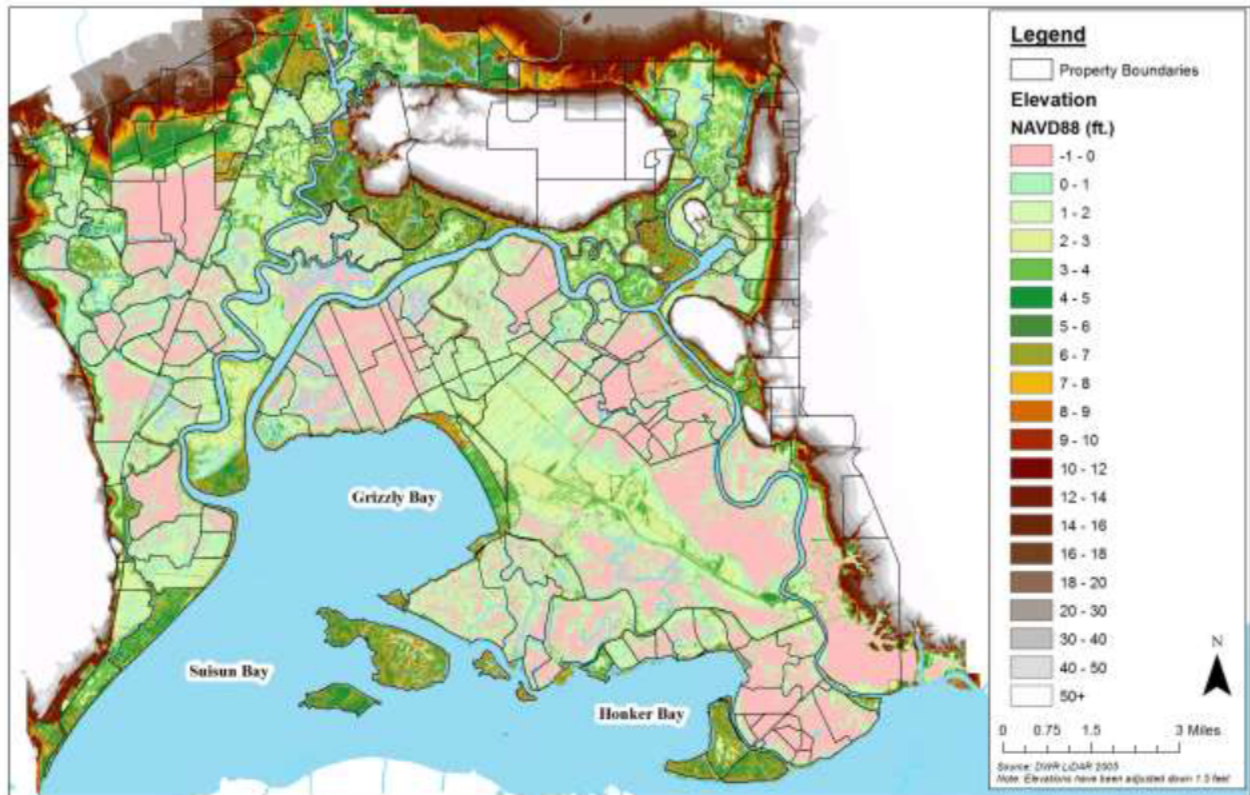 Legend
Property Boundaries
Elevation
NAVD88 (ft.)
-1 - 0
0 - 1
1 - 2
2 - 3
3 - 4
4 - 5
5 - 6
6 - 7
7 - 8
8 - 9
9 - 10
10 - 12
12 - 14
14 - 16
16 - 18
18 - 20
20 - 30
30 - 40
40 - 50
50+
N
0 0.75 1.5 3 Miles
Source: DWR LiDAR 2005
Note: Elevations have been adjusted down 1.5 feet
Grizzly Bay
Suisun Bay
Honker Bay